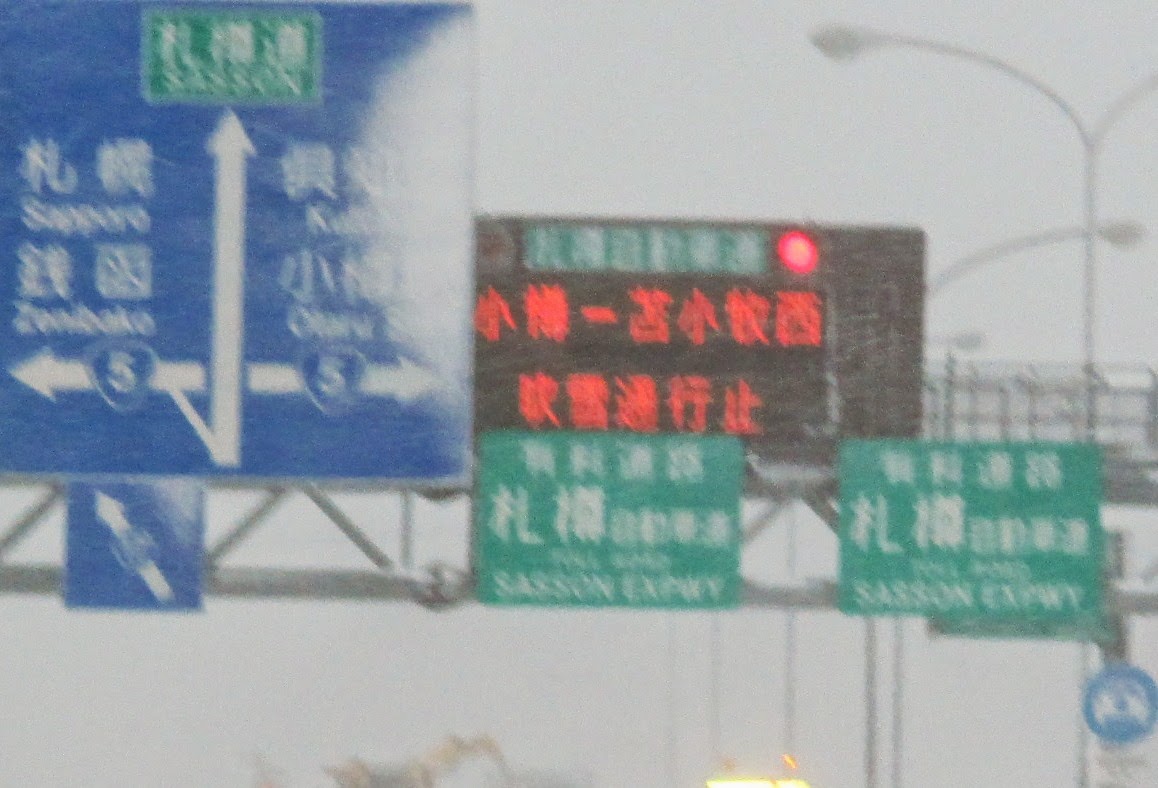 札樽道
SASSON
札幌
Sapporo
銭函
Zenibako
小樽
Otaru
5
5
札樽自動車道
小樽-苫小牧西
吹雪通行止
有料道路
札樽自動車道
TOLL ROAD
SASSON EXPWY
有料道路
札樽自動車道
TOLL ROAD
SASSON EXPWY